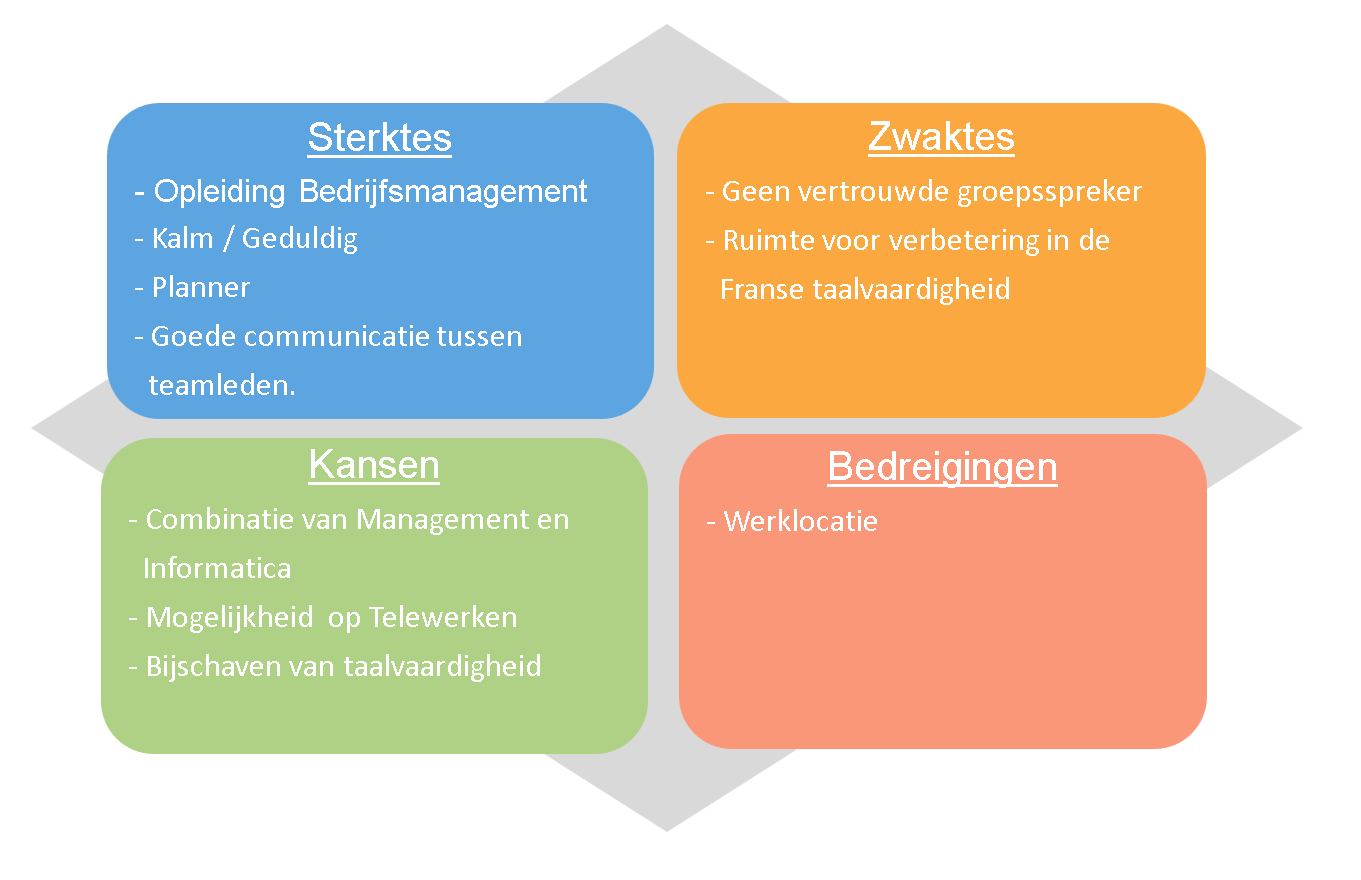 Sterktes
- Opleiding Bedrijfsmanagement
- Kalm / Geduldig
- Planner
- Goede communicatie tussen
teamleden.
Zwaktes
- Geen vertrouwde groepsspreker
- Ruimte voor verbetering in de
Franse taalvaardigheid
Kansen
- Combinatie van Management en
Informatica
- Mogelijkheid op Telewerken
- Bijschaven van taalvaardigheid
Bedreigingen
- Werklocatie